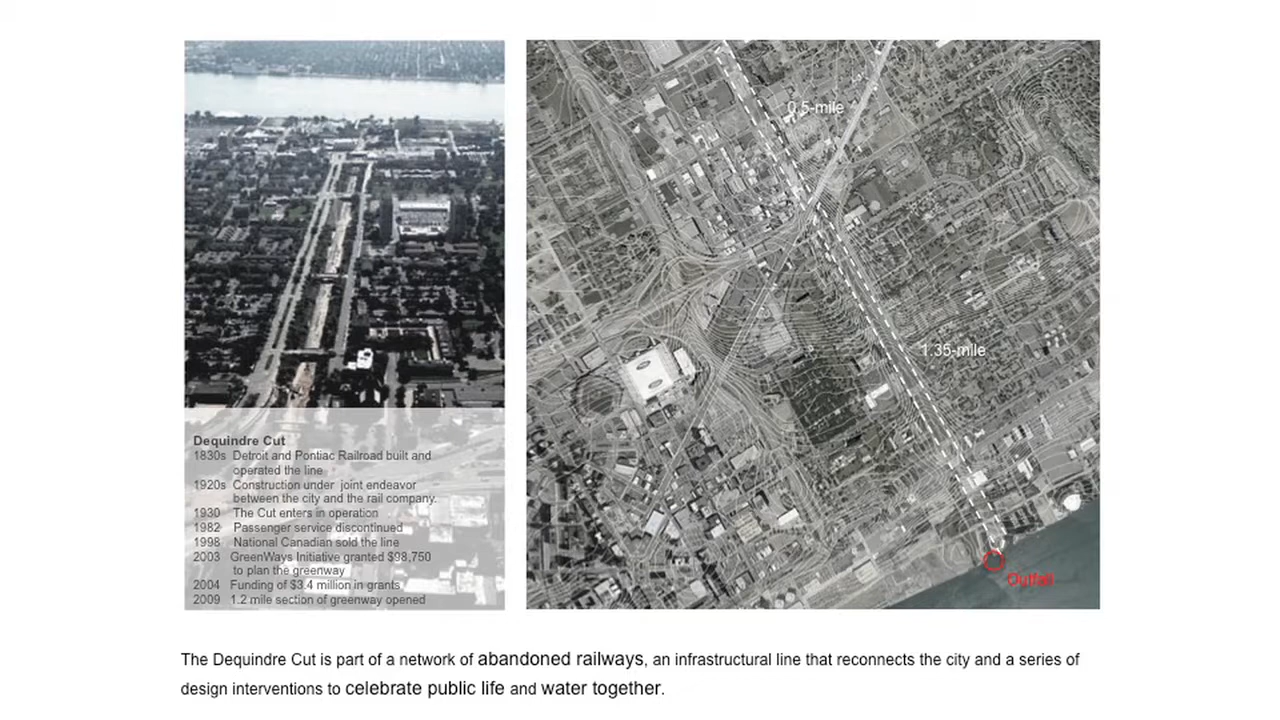 Dequindre Cut
1830s Detroit and Pontiac Railroad built and
operated the line
1920s Construction under joint endeavor
between the city and the rail company.
1930 The Cut enters in operation
1982 Passenger service discontinued
1998 National Canadian sold the line
2003 GreenWays Initiative granted $98,750
to plan the greenway
2004 Funding of $3.4 million in grants
2009 1.2 mile section of greenway opened
0.5-mile
1.35-mile
Outfall
The Dequindre Cut is part of a network of abandoned railways, an infrastructural line that reconnects the city and a series of
design interventions to celebrate public life and water together.